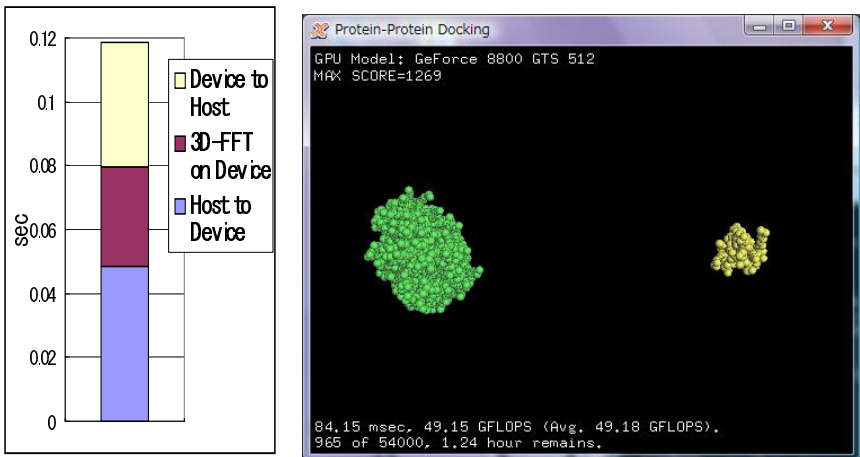 0.12
0.1
0.08
0.06
0.04
0.02
0
sec
Device to
Host
3D-FFT
on Device
Host to
Device
Protein-Protein Docking
GPU Model: GeForce 8800 GTS 512
MAX SCORE=1269
84.15 msec, 49.15 GFLOPS (Avg. 49.18 GFLOPS).
965 of 54000, 1.24 hour remains.